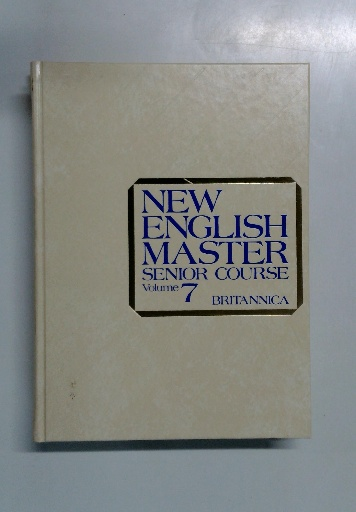 NEW
ENGLISH
MASTER
SENIOR COURSE
Volume 7
BRITANNICA